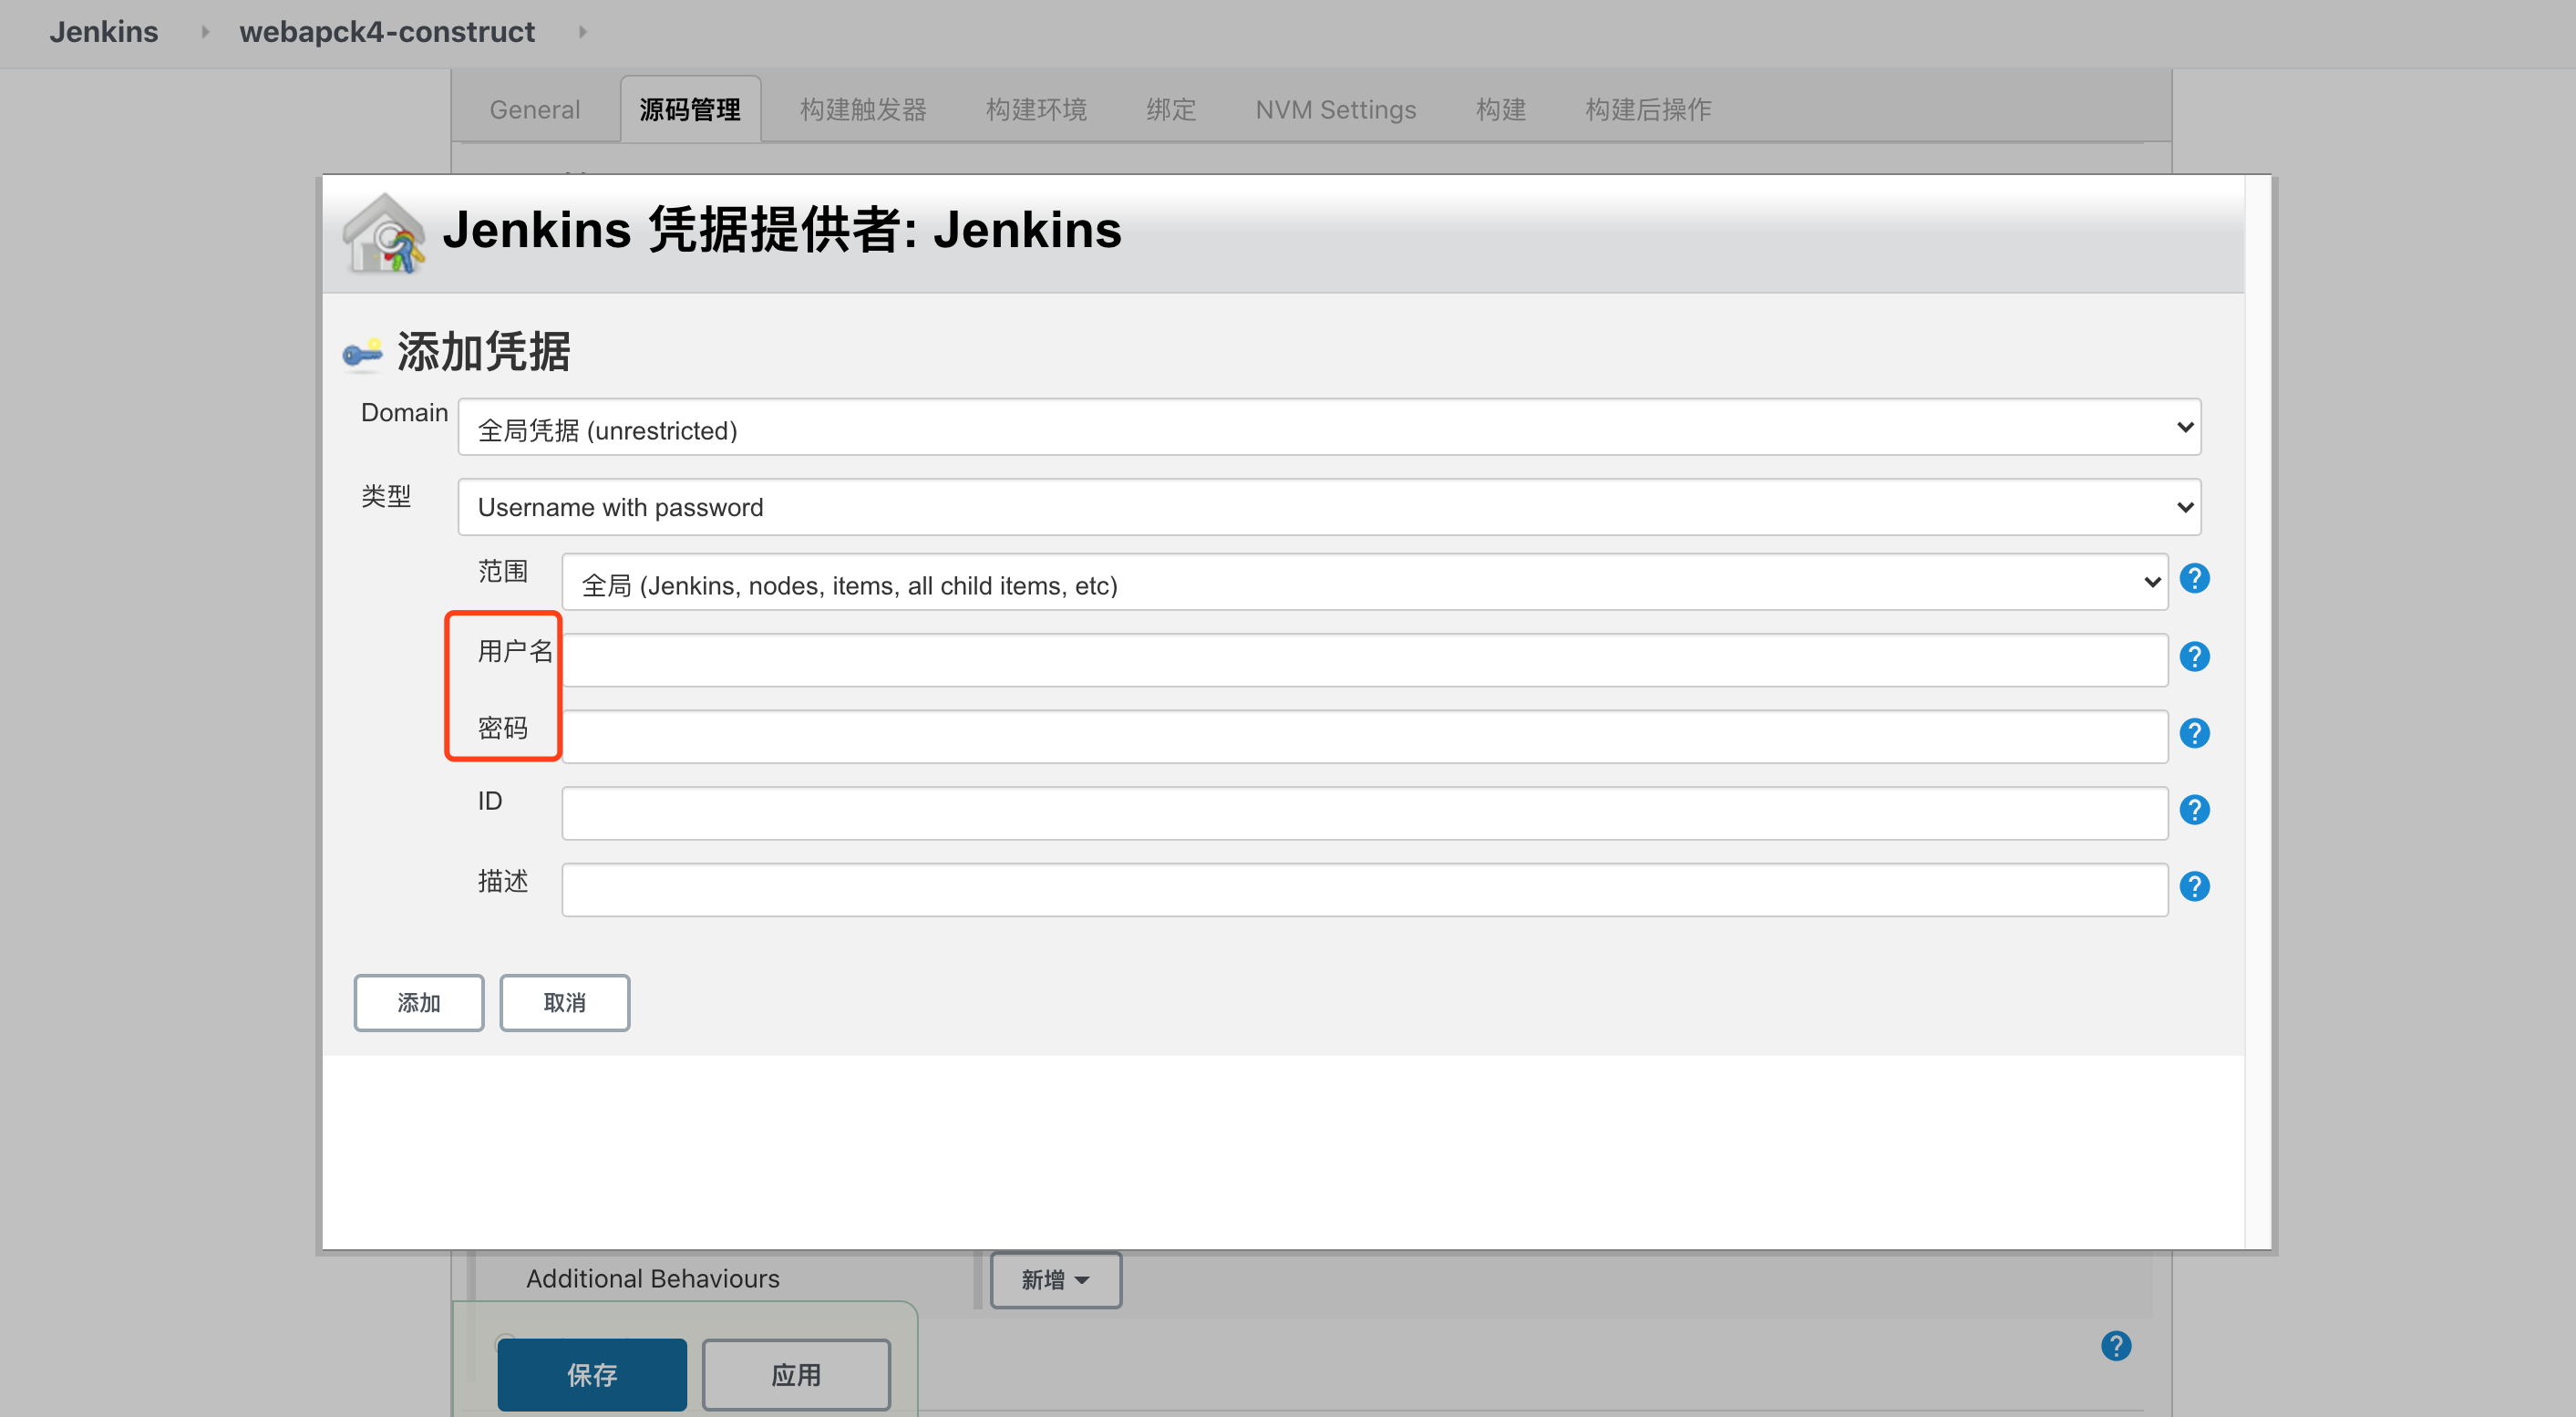 Jenkins webapck4-construct
General 源码管理 构建触发器 构建环境 绑定 NVM Settings 构建 构建后操作
Jenkins 凭据提供者: Jenkins
添加凭据
Domain 全局凭据 (unrestricted)
类型 Username with password
范围 全局 (Jenkins, nodes, items, all child items, etc)
用户名
密码
ID
描述
添加 取消
Additional Behaviours 新增
保存 应用